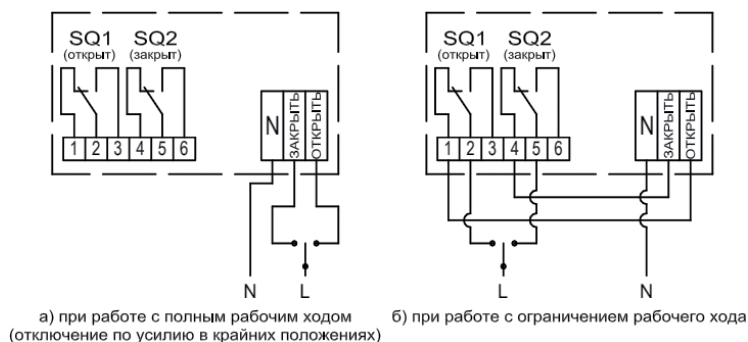 SQ1 SQ2
(открыт) (закрыт)
N ЗАКРЫТЬ ОТКРЫТЬ
1 2 3 4 5 6
N L
а) при работе с полным рабочим ходом
(отключение по усилию в крайних положениях)
SQ1 SQ2
(открыт) (закрыт)
N ЗАКРЫТЬ ОТКРЫТЬ
1 2 3 4 5 6
L N
б) при работе с ограничением рабочего хода